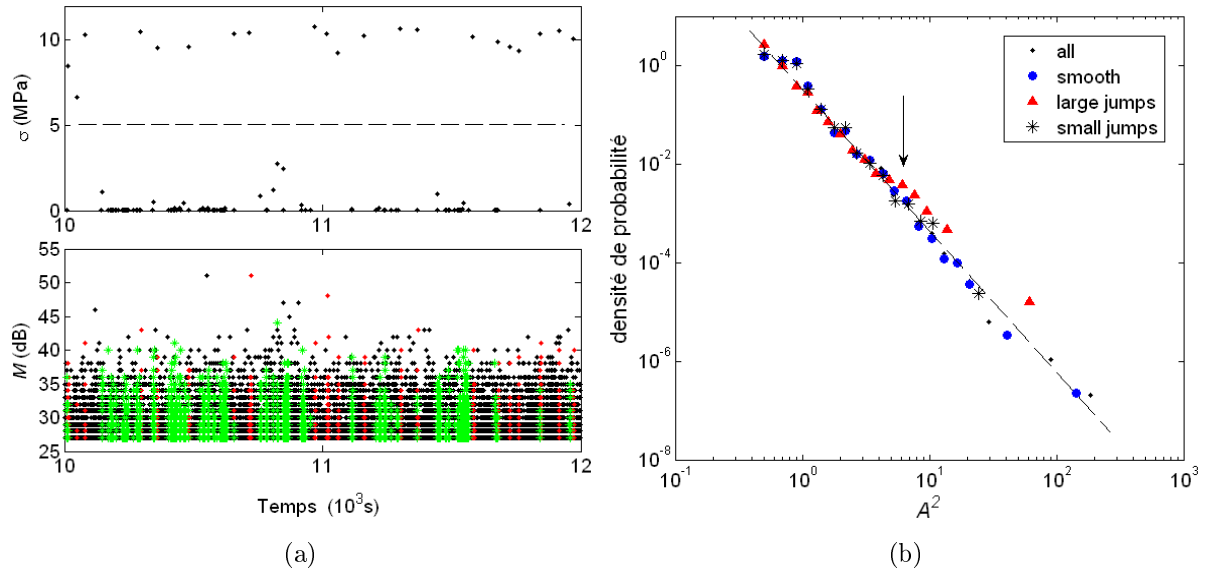 10
5
0
σ (MPa)
10
11
12
55
50
45
40
35
30
25
M (dB)
10
11
12
Temps (10³s)
(a)
10⁰
10⁻²
10⁻⁴
10⁻⁶
10⁻⁸
densité de probabilité
all
smooth
large jumps
small jumps
10⁻¹
10⁰
10¹
10²
10³
A²
(b)